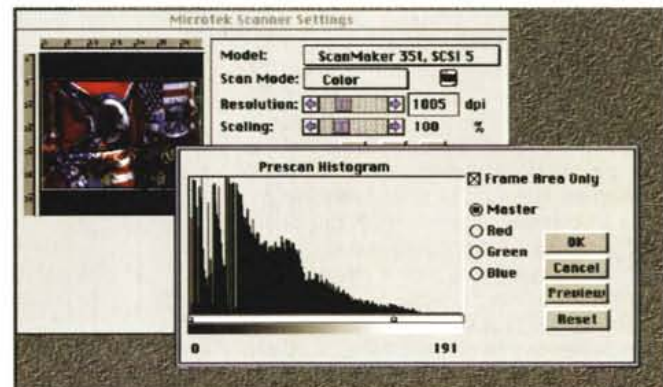 Microtek Scanner Settings
Model: ScanMaker 35t, SCSI 5
Scan Mode: Color
Resolution: 1005 dpi
Scaling: 100 %
Prescan Histogram
Frame Area Only
Master
Red
Green
Blue
OK
Cancel
Preview
Reset
0 191